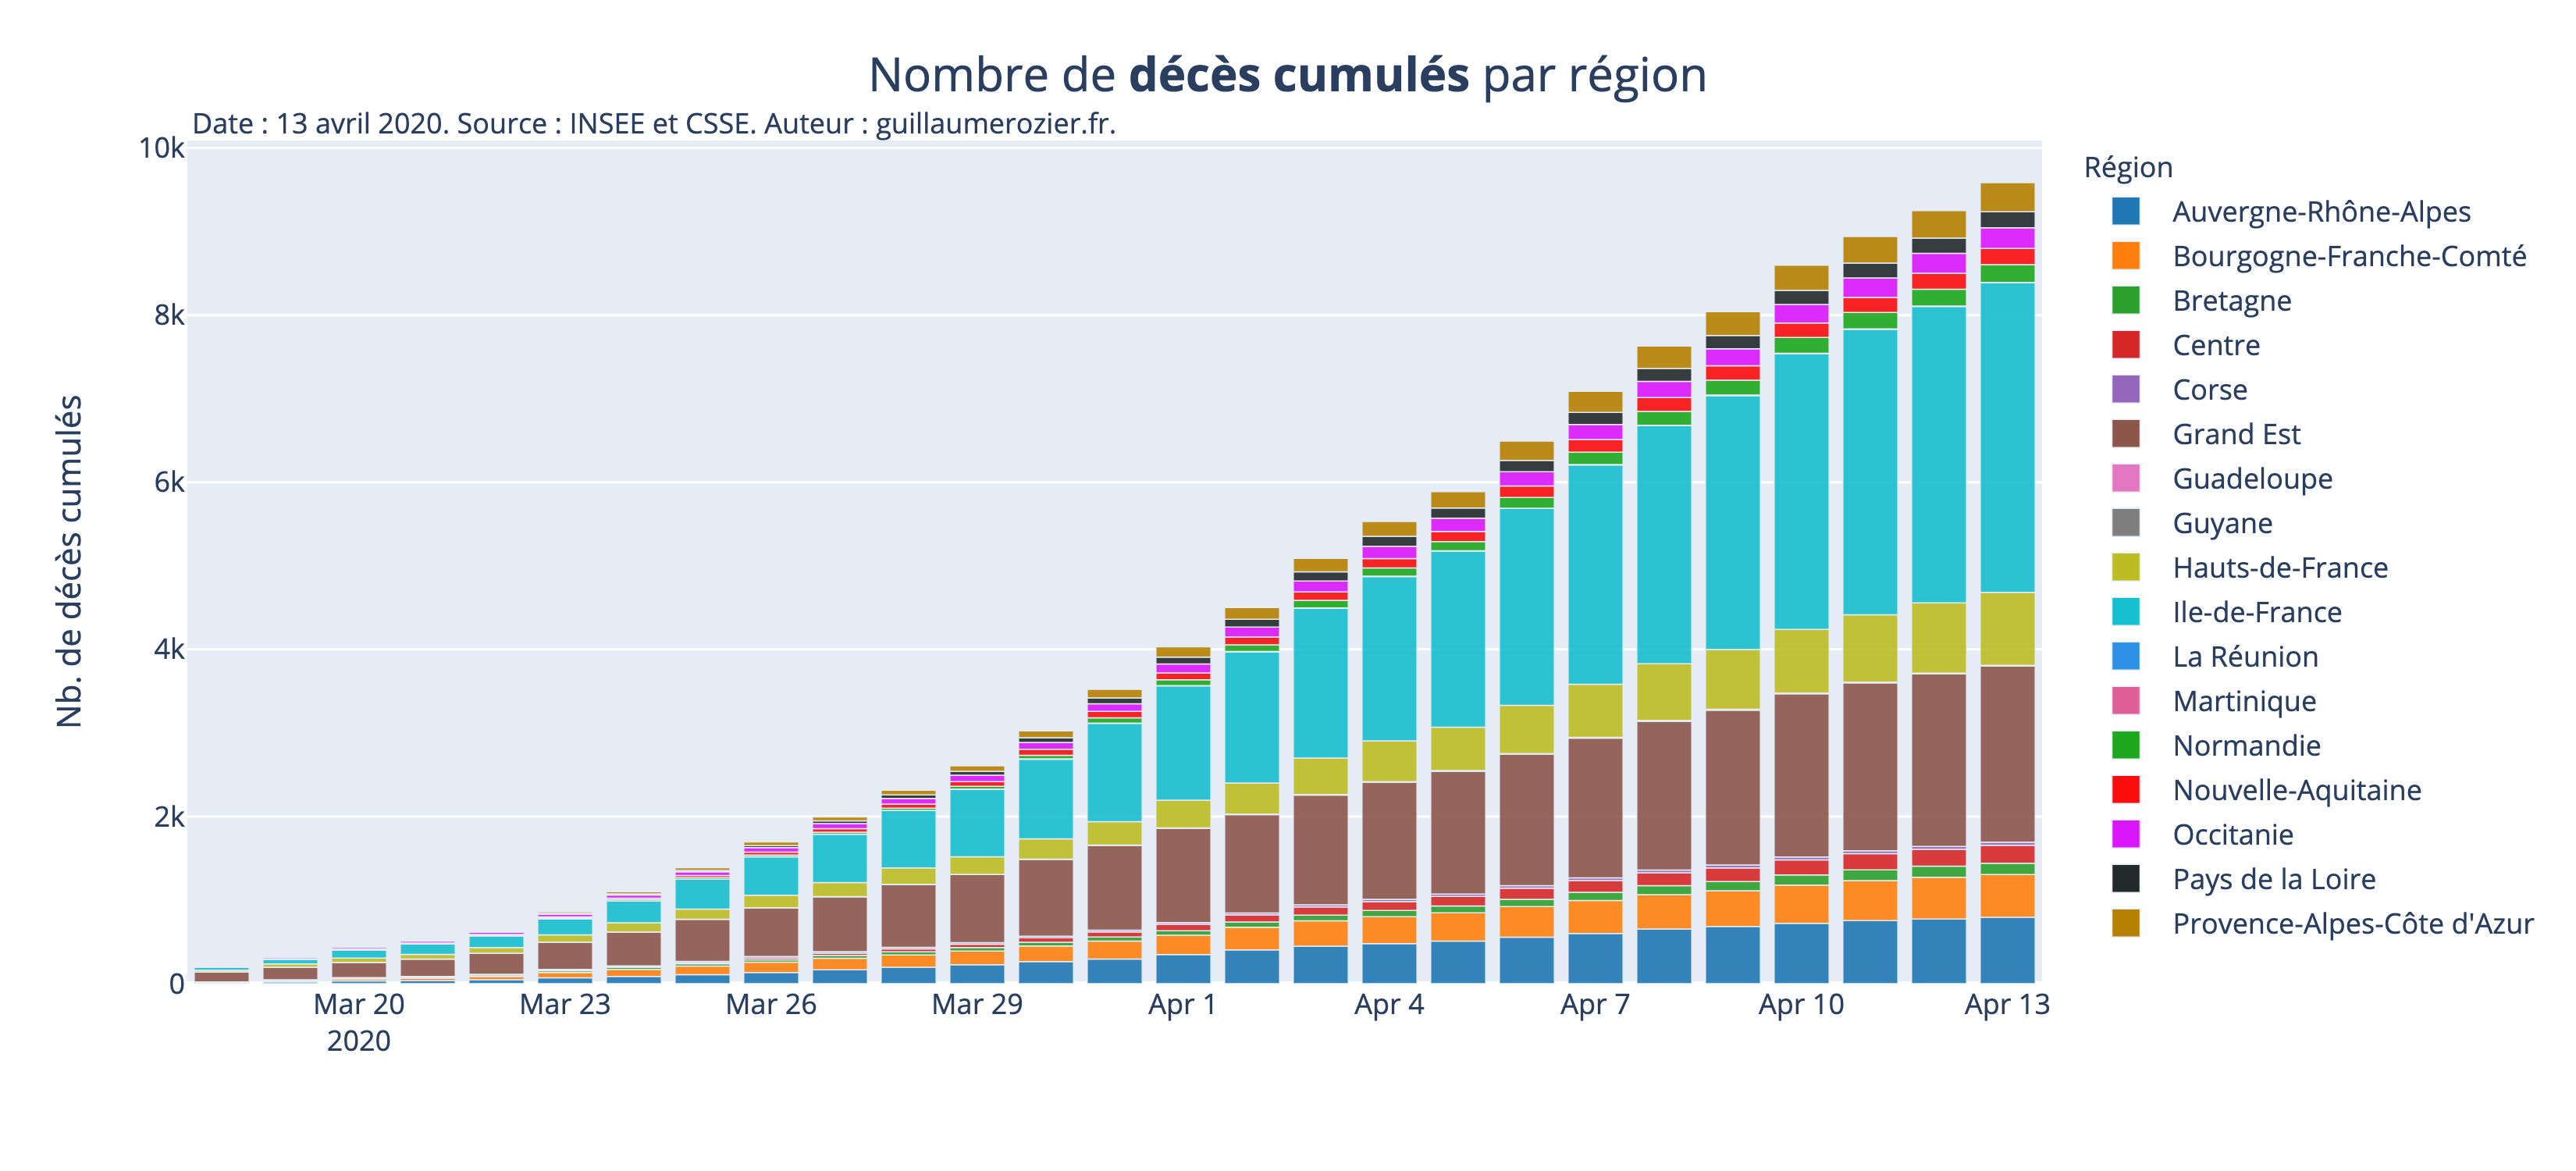 Nombre de décès cumulés par région
Date : 13 avril 2020. Source : INSEE et CSSE. Auteur : guillaumerozier.fr.
Nb. de décès cumulés
10k
8k
6k
4k
2k
0
Mar 20
2020
Mar 23
Mar 26
Mar 29
Apr 1
Apr 4
Apr 7
Apr 10
Apr 13
Région
Auvergne-Rhône-Alpes
Bourgogne-Franche-Comté
Bretagne
Centre
Corse
Grand Est
Guadeloupe
Guyane
Hauts-de-France
Ile-de-France
La Réunion
Martinique
Normandie
Nouvelle-Aquitaine
Occitanie
Pays de la Loire
Provence-Alpes-Côte d'Azur